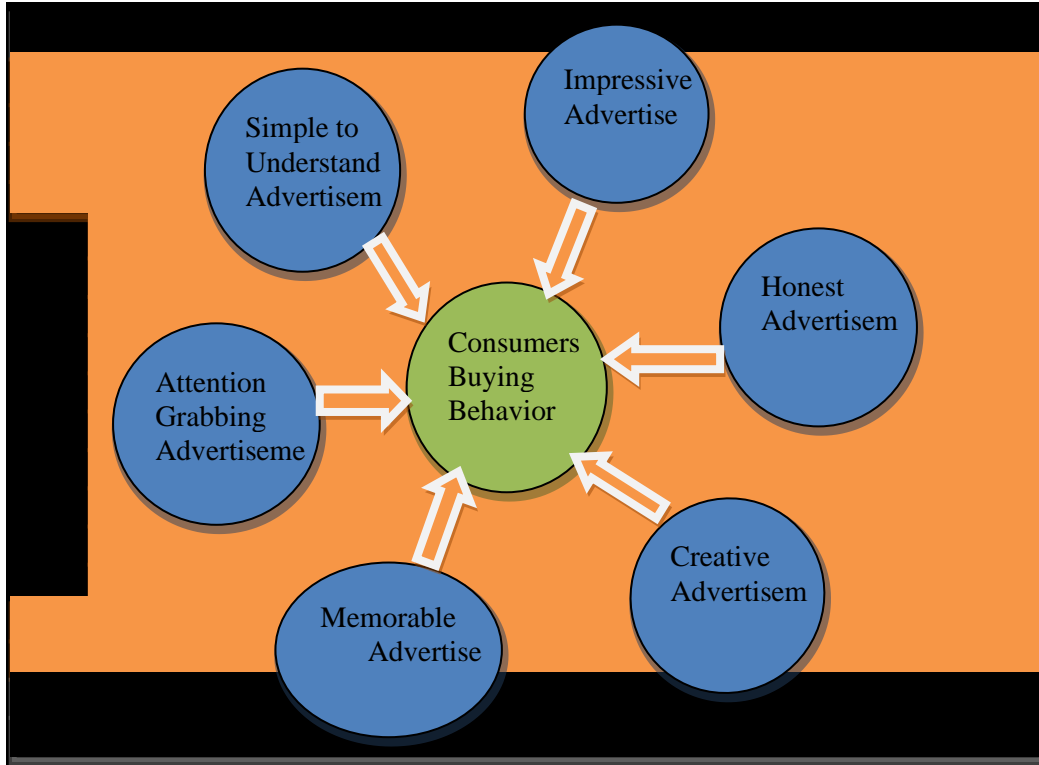 Impressive
Advertise
Simple to
Understand
Advertisem
Honest
Advertisem
Consumers
Buying
Behavior
Attention
Grabbing
Advertiseme
Creative
Advertisem
Memorable
Advertise